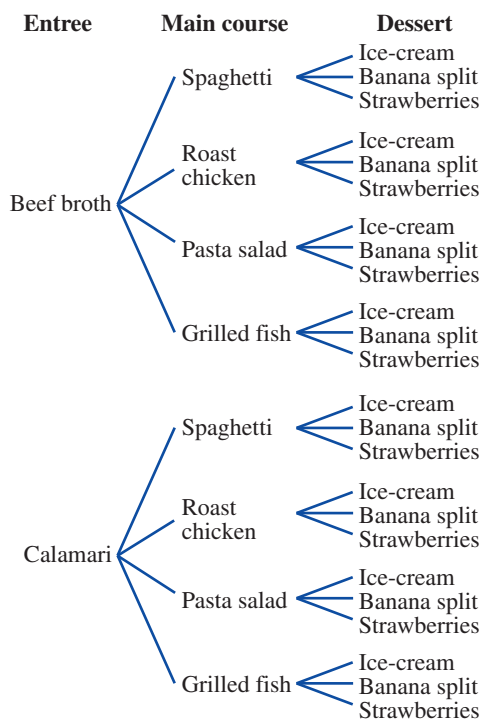 Entree Main course Dessert
Ice-cream
Spaghetti Banana split
Strawberries
Ice-cream
Roast
chicken Banana split
Strawberries
Beef broth
Ice-cream
Pasta salad Banana split
Strawberries
Ice-cream
Grilled fish Banana split
Strawberries
Ice-cream
Spaghetti Banana split
Strawberries
Ice-cream
Roast
chicken Banana split
Strawberries
Calamari
Ice-cream
Pasta salad Banana split
Strawberries
Ice-cream
Grilled fish Banana split
Strawberries